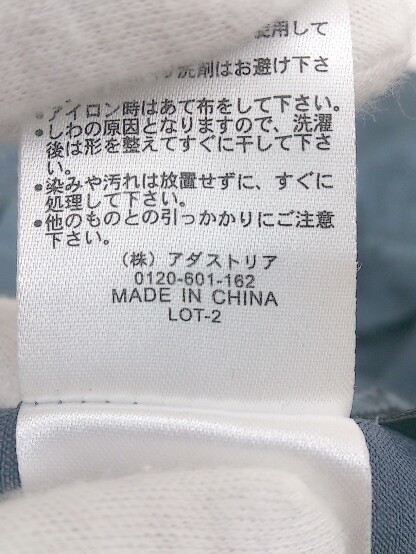 使用して
洗剤はお避け下さ
●アイロン時はあて布をして下さい。
●しわの原因となりますので、洗濯
後は形を整えてすぐに干して下さ
い。
●染みや汚れは放置せずに、すぐに
処理して下さい。
●他のものとの引っかかりにご注意
下さい。
(株)アダストリア
0120-601-162
MADE IN CHINA
LOT-2